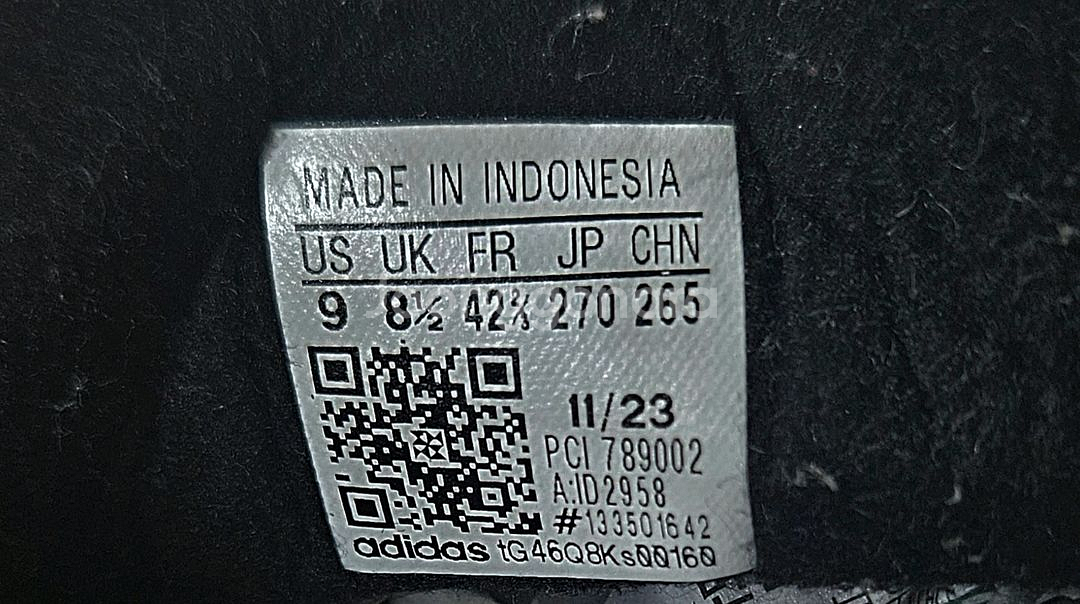 MADE IN INDONESIA
US UK FR JP CHN
9 8½ 42⅔ 270 265
11/23
PCI 789002
A:ID2958
#133501642
adidas tG46Q8Ks00160